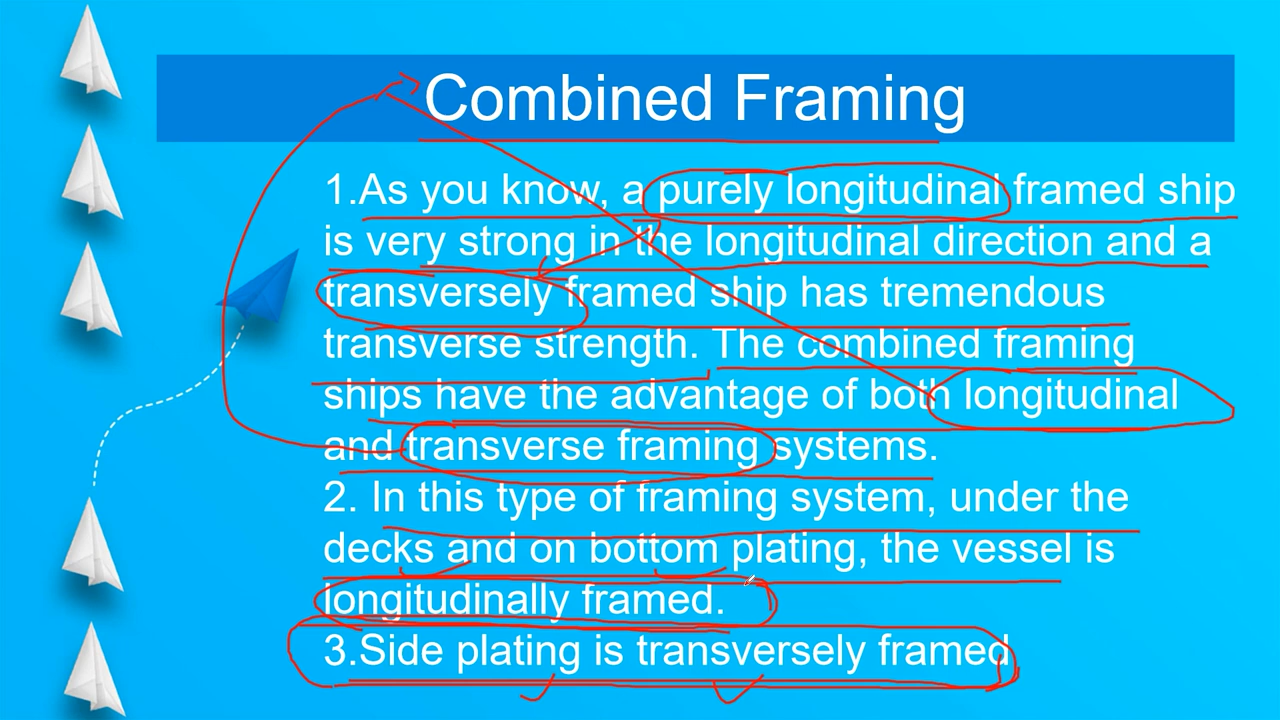 Combined Framing
1.As you know, a purely longitudinal framed ship
is very strong in the longitudinal direction and a
transversely framed ship has tremendous
transverse strength. The combined framing
ships have the advantage of both longitudinal
and transverse framing systems.
2. In this type of framing system, under the
decks and on bottom plating, the vessel is
longitudinally framed.
3.Side plating is transversely framed